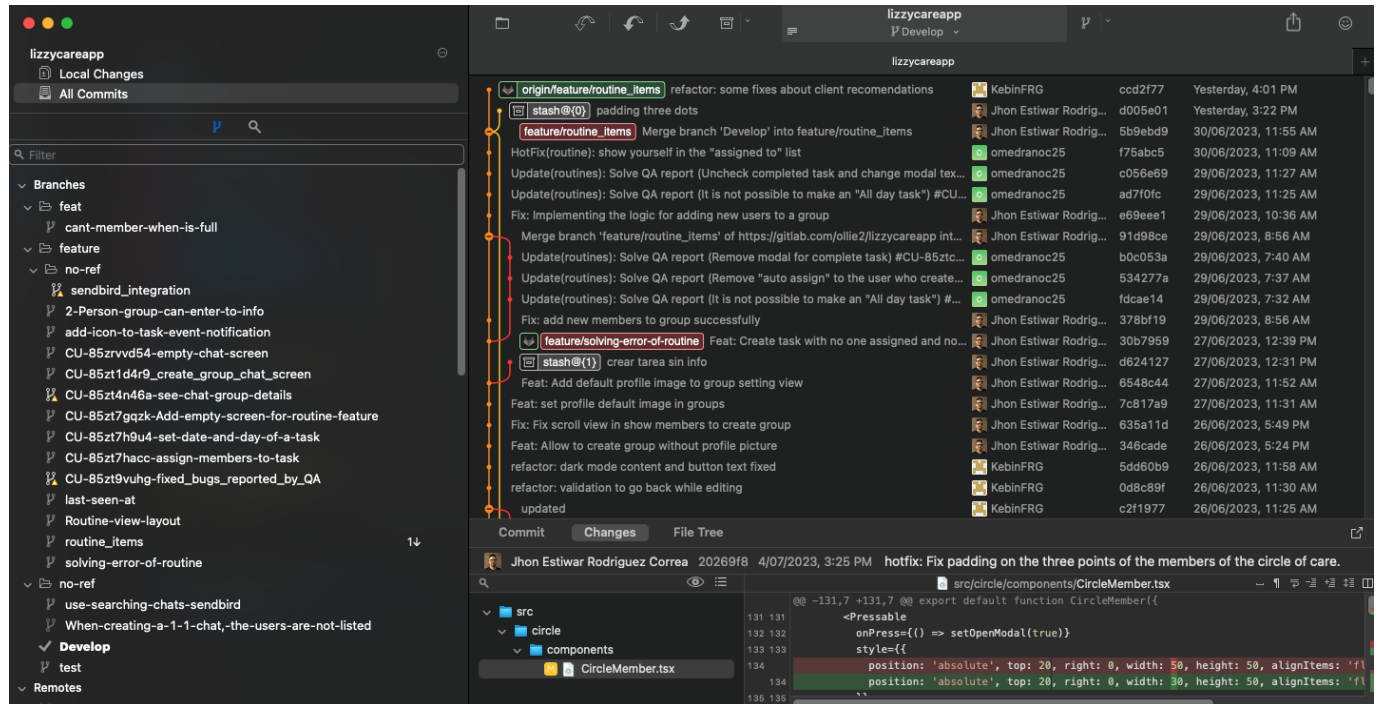 lizzycareapp
Local Changes
All Commits
Filter
Branches
feat
cant-member-when-is-full
feature
no-ref
sendbird_integration
2-Person-group-can-enter-to-info
add-icon-to-task-event-notification
CU-85zrvvd54-empty-chat-screen
CU-85zt1d4r9_create_group_chat_screen
CU-85zt4n46a-see-chat-group-details
CU-85zt7gqzk-Add-empty-screen-for-routine-feature
CU-85zt7h9u4-set-date-and-day-of-a-task
CU-85zt7hacc-assign-members-to-task
CU-85zt9vuhg-fixed_bugs_reported_by_QA
last-seen-at
Routine-view-layout
routine_items 1↓
solving-error-of-routine
no-ref
use-searching-chats-sendbird
When-creating-a-1-1-chat,-the-users-are-not-listed
Develop
test
Remotes
lizzycareapp
Develop
lizzycareapp
origin/feature/routine_items refactor: some fixes about client recomendations KebinFRG ccd2f77 Yesterday, 4:01 PM
stash@{0} padding three dots Jhon Estiwar Rodrig... d005e01 Yesterday, 3:22 PM
feature/routine_items Merge branch 'Develop' into feature/routine_items Jhon Estiwar Rodrig... 5b9ebd9 30/06/2023, 11:55 AM
HotFix(routine): show yourself in the "assigned to" list omedranoc25 f75abc5 30/06/2023, 11:09 AM
Update(routines): Solve QA report (Uncheck completed task and change modal tex... omedranoc25 c056e69 29/06/2023, 11:27 AM
Update(routines): Solve QA report (It is not possible to make an "All day task") #CU... omedranoc25 ad7f0fc 29/06/2023, 11:25 AM
Fix: Implementing the logic for adding new users to a group Jhon Estiwar Rodrig... e69eee1 29/06/2023, 10:36 AM
Merge branch 'feature/routine_items' of https://gitlab.com/ollie2/lizzycareapp int... Jhon Estiwar Rodrig... 91d98ce 29/06/2023, 8:56 AM
Update(routines): Solve QA report (Remove modal for complete task) #CU-85ztc... omedranoc25 b0c053a 29/06/2023, 7:40 AM
Update(routines): Solve QA report (Remove "auto assign" to the user who create... omedranoc25 534277a 29/06/2023, 7:37 AM
Update(routines): Solve QA report (It is not possible to make an "All day task") #... omedranoc25 fdcae14 29/06/2023, 7:32 AM
Fix: add new members to group successfully Jhon Estiwar Rodrig... 378bf19 29/06/2023, 8:56 AM
feature/solving-error-of-routine Feat: Create task with no one assigned and no... Jhon Estiwar Rodrig... 30b7959 27/06/2023, 12:39 PM
stash@{1} crear tarea sin info Jhon Estiwar Rodrig... d624127 27/06/2023, 12:31 PM
Feat: Add default profile image to group setting view Jhon Estiwar Rodrig... 6548c44 27/06/2023, 11:52 AM
Feat: set profile default image in groups Jhon Estiwar Rodrig... 7c817a9 27/06/2023, 11:31 AM
Fix: Fix scroll view in show members to create group Jhon Estiwar Rodrig... 635a11d 26/06/2023, 5:49 PM
Feat: Allow to create group without profile picture Jhon Estiwar Rodrig... 346cade 26/06/2023, 5:24 PM
refactor: dark mode content and button text fixed KebinFRG 5dd60b9 26/06/2023, 11:58 AM
refactor: validation to go back while editing KebinFRG 0d8c89f 26/06/2023, 11:30 AM
updated KebinFRG c2f1977 26/06/2023, 11:25 AM
Commit Changes File Tree
Jhon Estiwar Rodriguez Correa 20269f8 4/07/2023, 3:25 PM hotfix: Fix padding on the three points of the members of the circle of care.
src/circle/components/CircleMember.tsx
src
circle
components
M CircleMember.tsx
@@ -131,7 +131,7 @@ export default function CircleMember({
131 131 <Pressable
132 132 onPress={() => setOpenModal(true)}
133 133 style={{
134 position: 'absolute', top: 20, right: 0, width: 50, height: 50, alignItems: 'fl
134 position: 'absolute', top: 20, right: 0, width: 30, height: 50, alignItems: 'fl
135 135